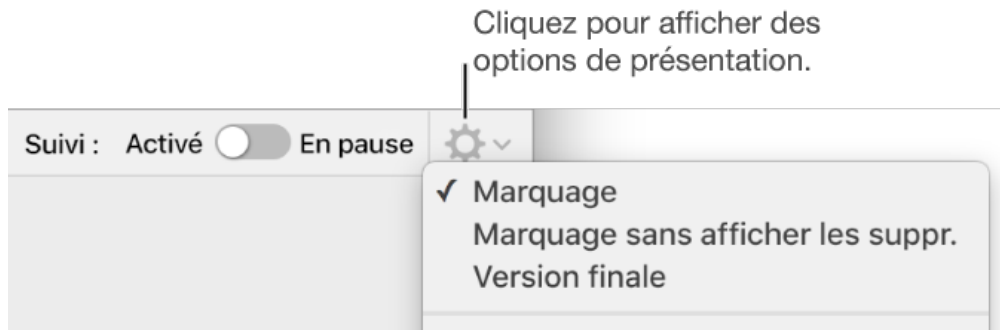 Cliquez pour afficher des
options de présentation.
Suivi : Activé En pause
✓ Marquage
Marquage sans afficher les suppr.
Version finale